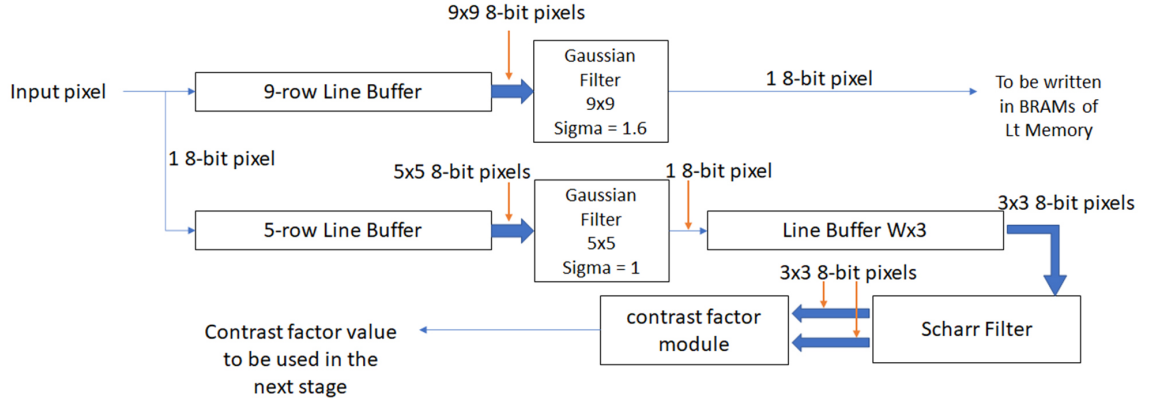 9x9 8-bit pixels
Input pixel
9-row Line Buffer
Gaussian
Filter
9x9
Sigma = 1.6
1 8-bit pixel
To be written
in BRAMs of
Lt Memory
1 8-bit pixel
5x5 8-bit pixels
5-row Line Buffer
Gaussian
Filter
5x5
Sigma = 1
1 8-bit pixel
Line Buffer Wx3
3x3 8-bit pixels
Scharr Filter
3x3 8-bit pixels
contrast factor
module
Contrast factor value
to be used in the
next stage